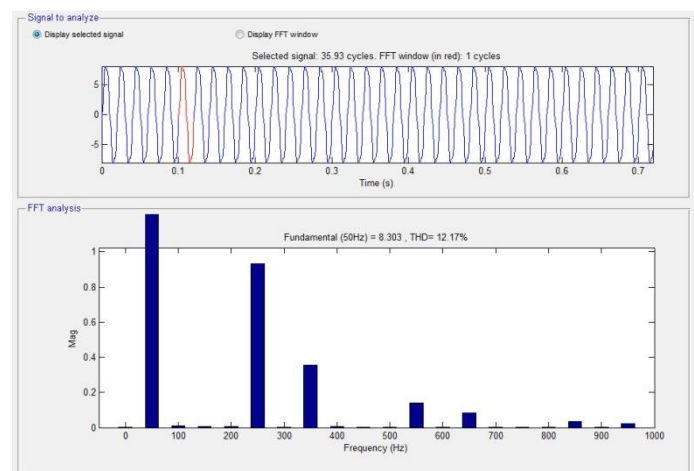 Signal to analyze
Display selected signal Display FFT window
Selected signal: 35.93 cycles. FFT window (in red): 1 cycles
5
0
-5
0 0.1 0.2 0.3 0.4 0.5 0.6 0.7
Time (s)
FFT analysis
Fundamental (50Hz) = 8.303 , THD= 12.17%
1
0.8
0.6
0.4
0.2
0
Mag
0 100 200 300 400 500 600 700 800 900 1000
Frequency (Hz)